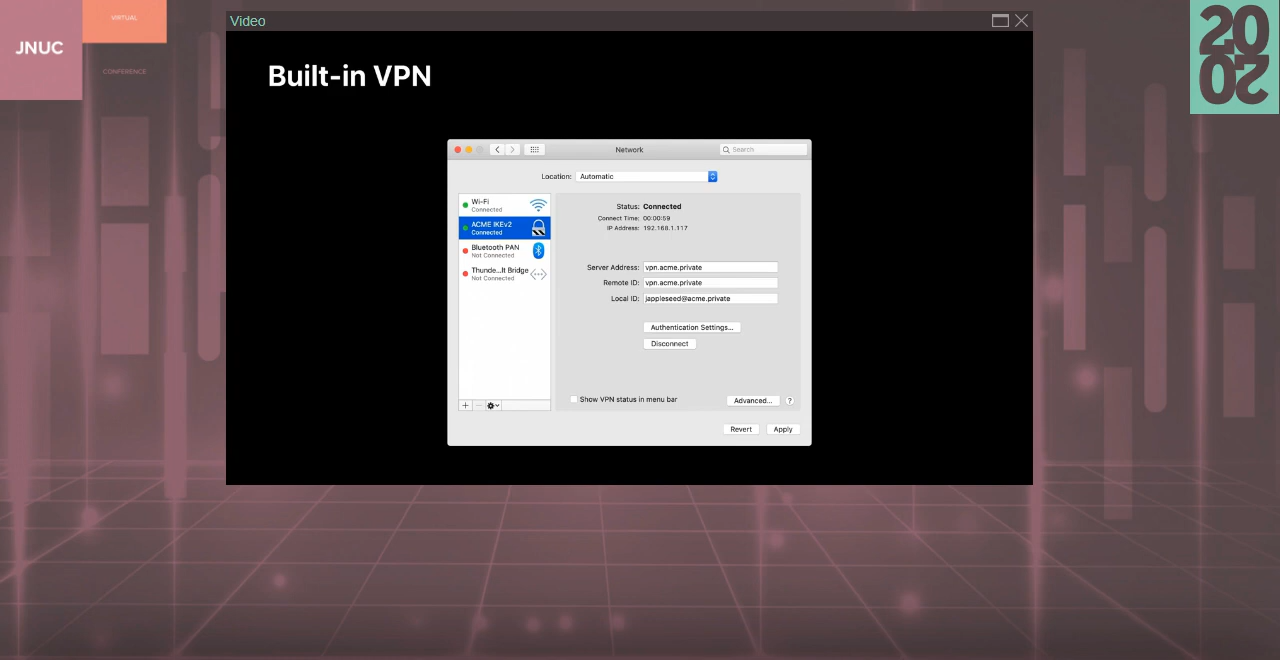 JNUC
VIRTUAL
CONFERENCE
20
20
Video
Built-in VPN
Network
Search
Location: Automatic
Wi-Fi
Connected
ACME IKEv2
Connected
Bluetooth PAN
Not Connected
Thunde...lt Bridge
Not Connected
Status: Connected
Connect Time: 00:00:59
IP Address: 192.168.1.117
Server Address: vpn.acme.private
Remote ID: vpn.acme.private
Local ID: jappleseed@acme.private
Authentication Settings...
Disconnect
Show VPN status in menu bar
Advanced...
?
Revert
Apply